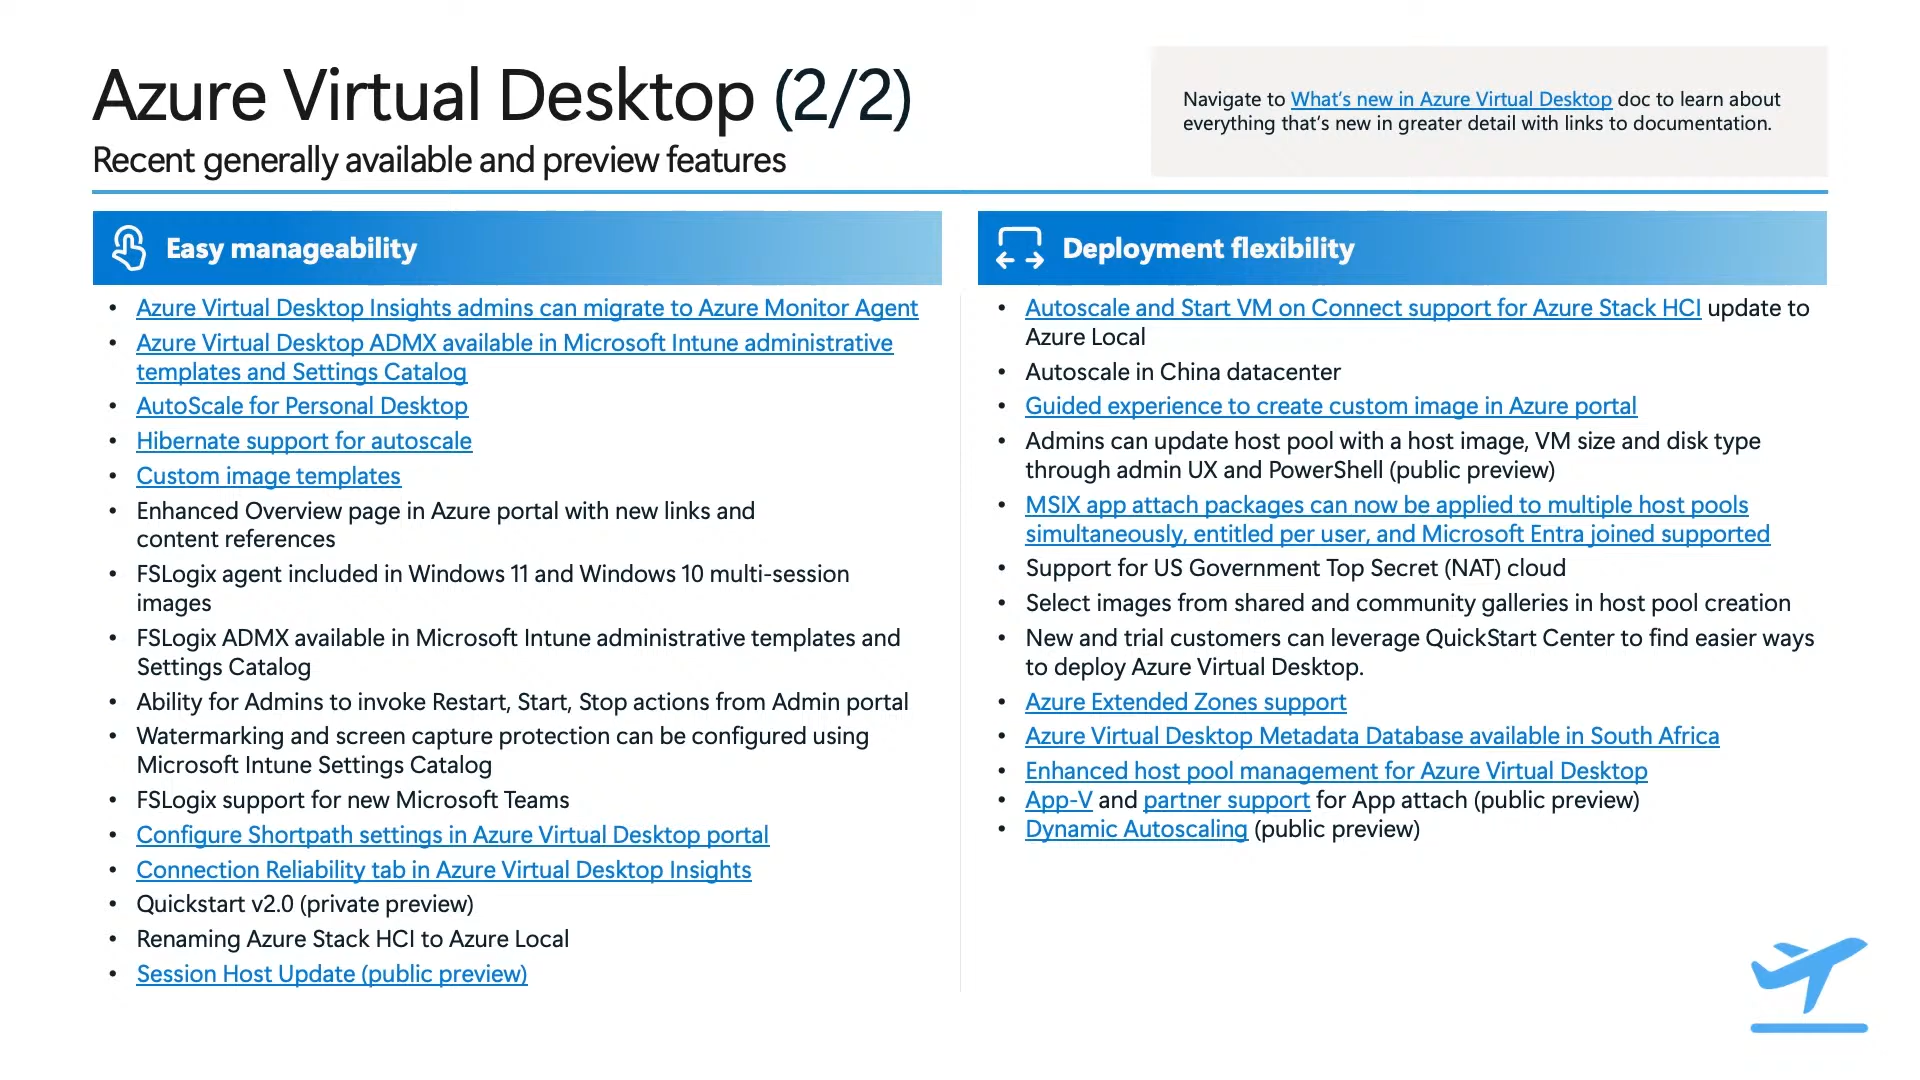 Azure Virtual Desktop (2/2)
Recent generally available and preview features
Navigate to What's new in Azure Virtual Desktop doc to learn about
everything that's new in greater detail with links to documentation.
Easy manageability
• Azure Virtual Desktop Insights admins can migrate to Azure Monitor Agent
• Azure Virtual Desktop ADMX available in Microsoft Intune administrative
templates and Settings Catalog
• AutoScale for Personal Desktop
• Hibernate support for autoscale
• Custom image templates
• Enhanced Overview page in Azure portal with new links and
content references
• FSLogix agent included in Windows 11 and Windows 10 multi-session
images
• FSLogix ADMX available in Microsoft Intune administrative templates and
Settings Catalog
• Ability for Admins to invoke Restart, Start, Stop actions from Admin portal
• Watermarking and screen capture protection can be configured using
Microsoft Intune Settings Catalog
• FSLogix support for new Microsoft Teams
• Configure Shortpath settings in Azure Virtual Desktop portal
• Connection Reliability tab in Azure Virtual Desktop Insights
• Quickstart v2.0 (private preview)
• Renaming Azure Stack HCI to Azure Local
• Session Host Update (public preview)
Deployment flexibility
• Autoscale and Start VM on Connect support for Azure Stack HCI update to
Azure Local
• Autoscale in China datacenter
• Guided experience to create custom image in Azure portal
• Admins can update host pool with a host image, VM size and disk type
through admin UX and PowerShell (public preview)
• MSIX app attach packages can now be applied to multiple host pools
simultaneously, entitled per user, and Microsoft Entra joined supported
• Support for US Government Top Secret (NAT) cloud
• Select images from shared and community galleries in host pool creation
• New and trial customers can leverage QuickStart Center to find easier ways
to deploy Azure Virtual Desktop.
• Azure Extended Zones support
• Azure Virtual Desktop Metadata Database available in South Africa
• Enhanced host pool management for Azure Virtual Desktop
• App-V and partner support for App attach (public preview)
• Dynamic Autoscaling (public preview)